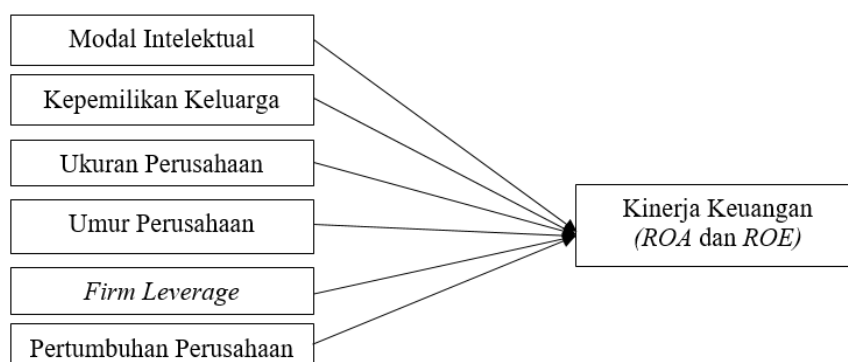 Modal Intelektual
Kepemilikan Keluarga
Ukuran Perusahaan
Umur Perusahaan
Firm Leverage
Pertumbuhan Perusahaan
Kinerja Keuangan
(ROA dan ROE)